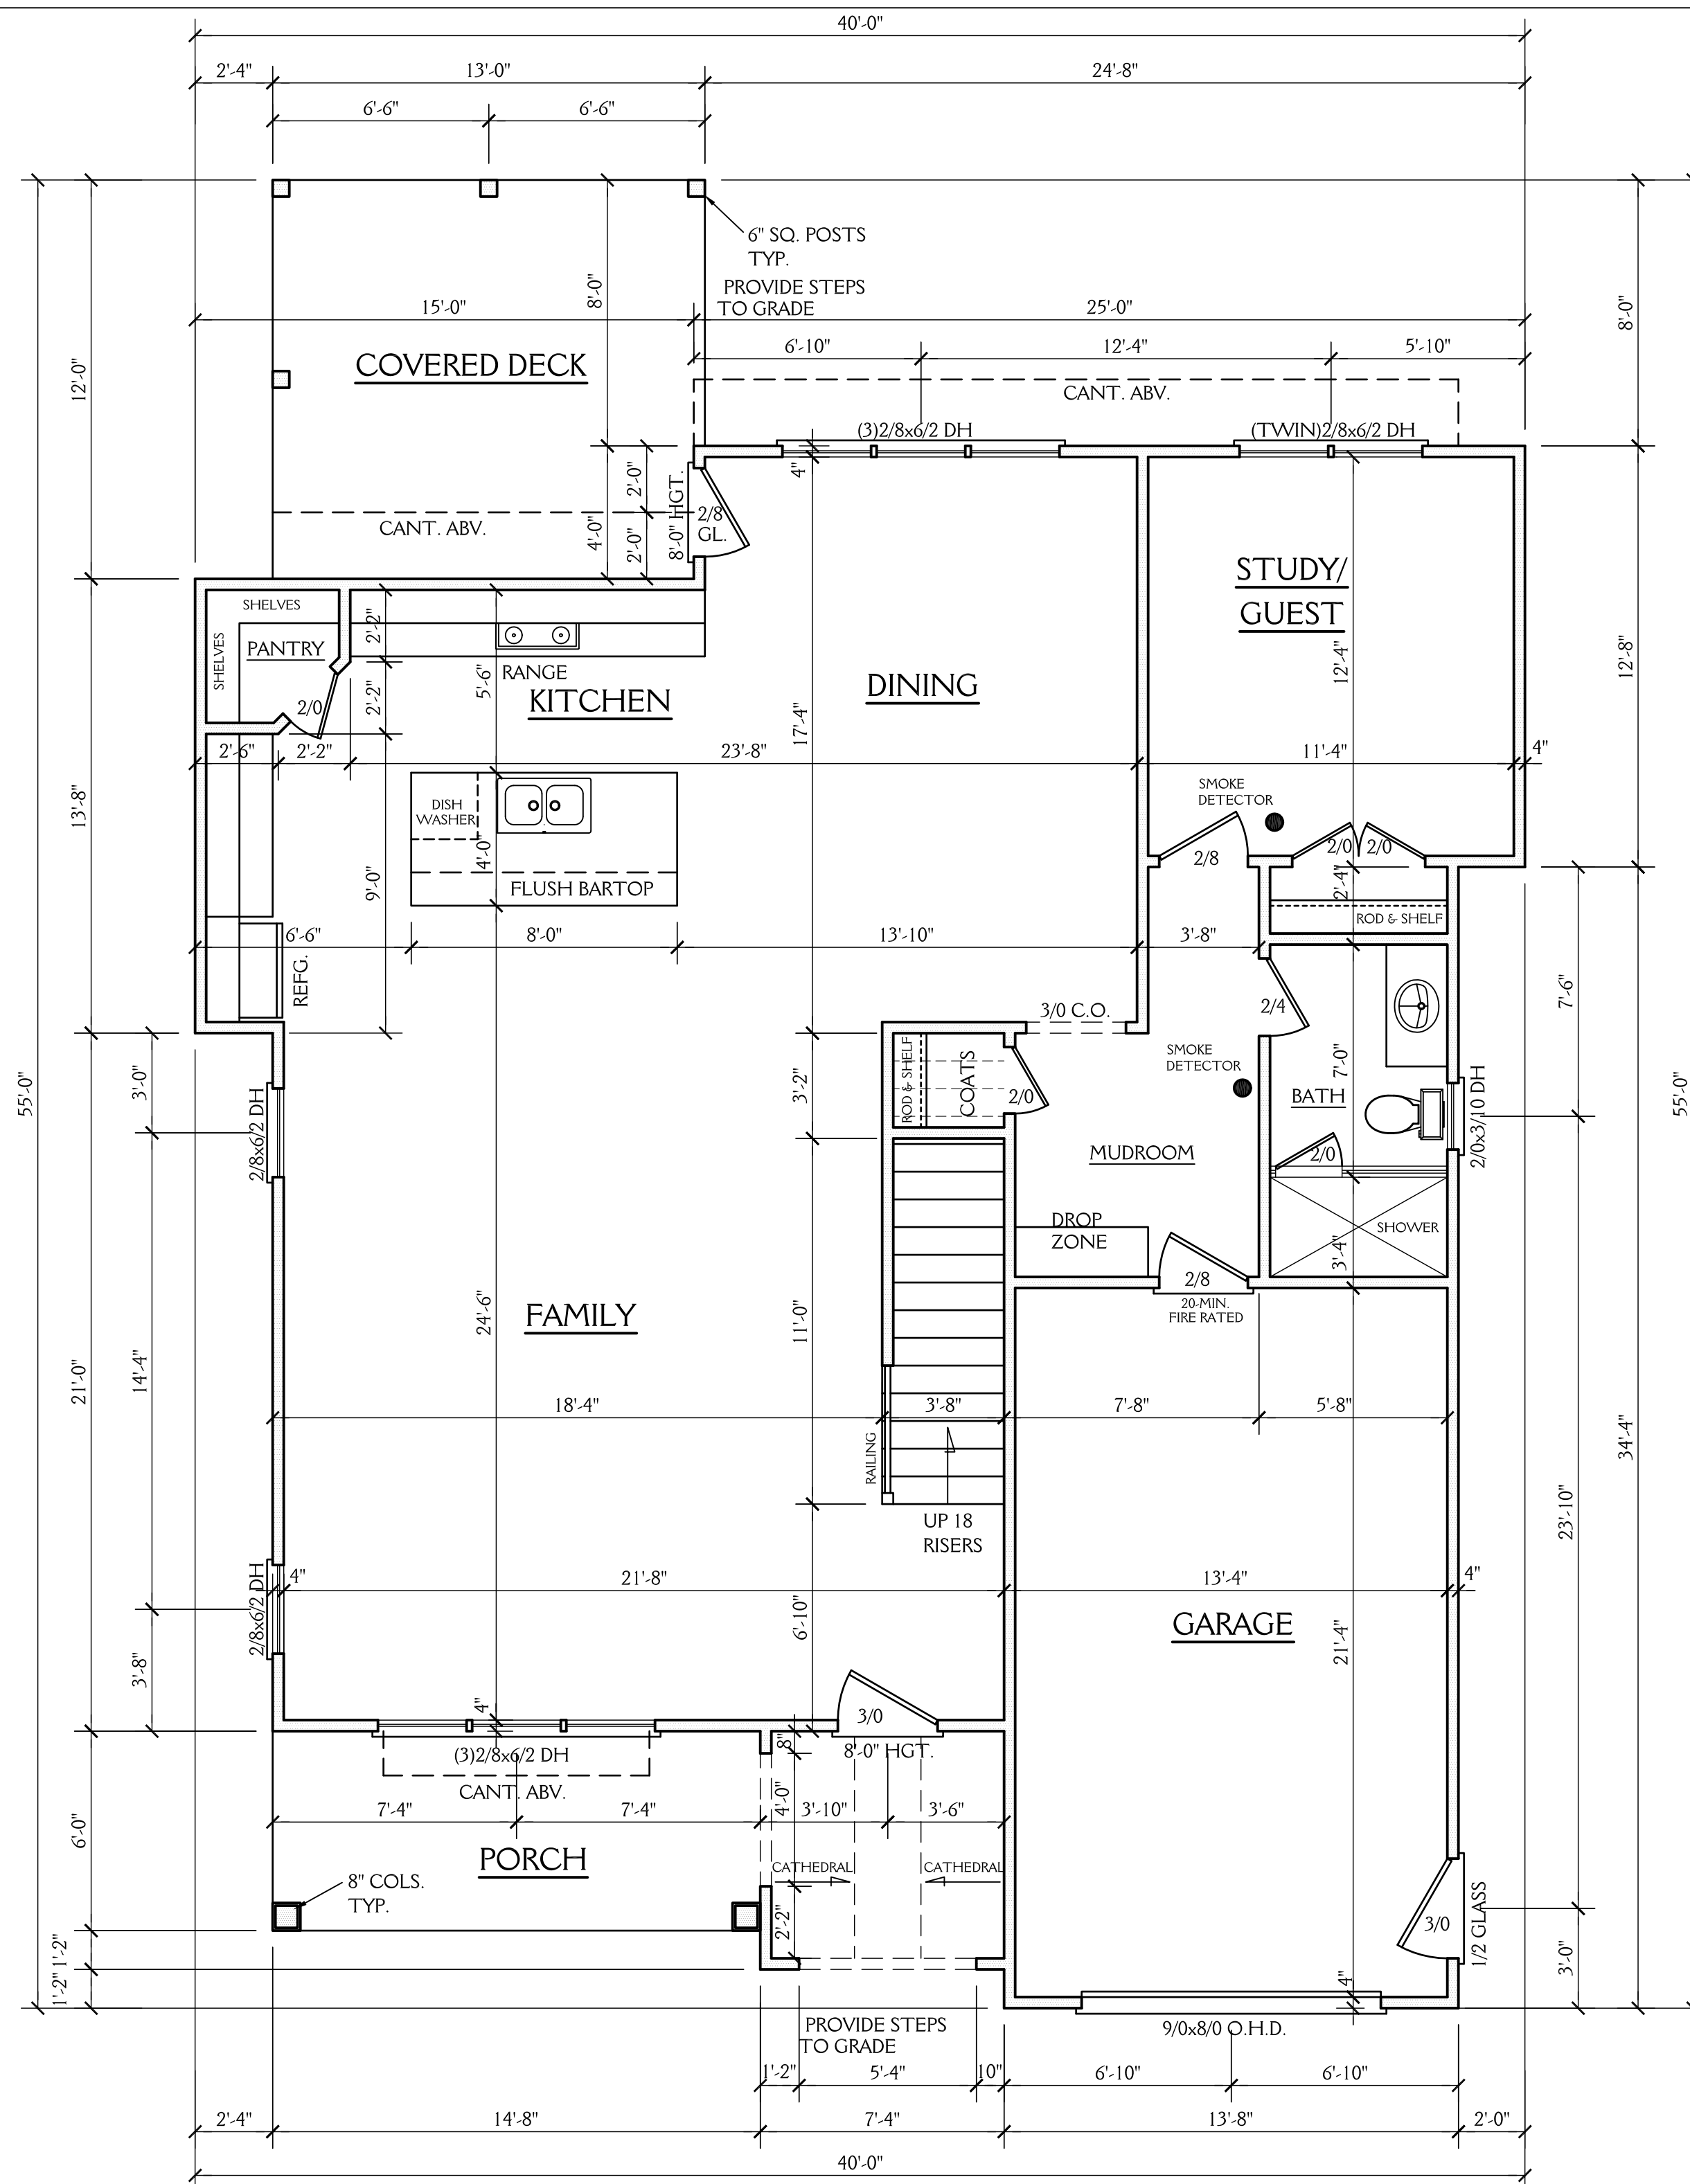 40'-0"
2'-4"
13'-0"
24'-8"
6'-6"
6'-6"
6" SQ. POSTS
TYP.
PROVIDE STEPS
TO GRADE
8'-0"
8'-0"
15'-0"
25'-0"
6'-10"
12'-4"
5'-10"
12'-0"
COVERED DECK
CANT. ABV.
(3)2/8x6/2 DH
(TWIN)2/8x6/2 DH
4"
2'-0"
8'-0" HGT.
2/8
GL.
CANT. ABV.
4'-0"
2'-0"
STUDY/
GUEST
SHELVES
SHELVES
PANTRY
2'-2"
RANGE
5'-6"
KITCHEN
DINING
12'-4"
12'-8"
2/0
2'-2"
17'-4"
2'-6"
2'-2"
23'-8"
11'-4"
4"
13'-8"
DISH
WASHER
SMOKE
DETECTOR
4'-0"
2/8
2/0
2/0
9'-0"
FLUSH BARTOP
2'-4"
ROD & SHELF
6'-6"
8'-0"
13'-10"
3'-8"
REFG.
3/0 C.O.
2/4
7'-6"
55'-0"
3'-0"
2/8x6/2 DH
3'-2"
ROD & SHELF
COATS
2/0
SMOKE
DETECTOR
7'-0"
BATH
2/0x3/10 DH
55'-0"
MUDROOM
2/0
DROP
ZONE
SHOWER
3'-4"
2/8
20-MIN.
FIRE RATED
FAMILY
24'-6"
11'-0"
21'-0"
14'-4"
18'-4"
3'-8"
7'-8"
5'-8"
34'-4"
RAILING
UP 18
RISERS
23'-10"
2/8x6/2 DH
4"
21'-8"
13'-4"
4"
6'-10"
GARAGE
21'-4"
3'-8"
4"
3/0
(3)2/8x6/2 DH
8"
8'-0" HGT.
CANT. ABV.
7'-4"
7'-4"
4'-0"
3'-10"
3'-6"
6'-0"
PORCH
CATHEDRAL
CATHEDRAL
8" COLS.
TYP.
2'-2"
3/0
1/2 GLASS
1'-2"
1'-2"
3'-0"
4"
PROVIDE STEPS
TO GRADE
9/0x8/0 O.H.D.
1'-2"
5'-4"
10"
6'-10"
6'-10"
2'-4"
14'-8"
7'-4"
13'-8"
2'-0"
40'-0"